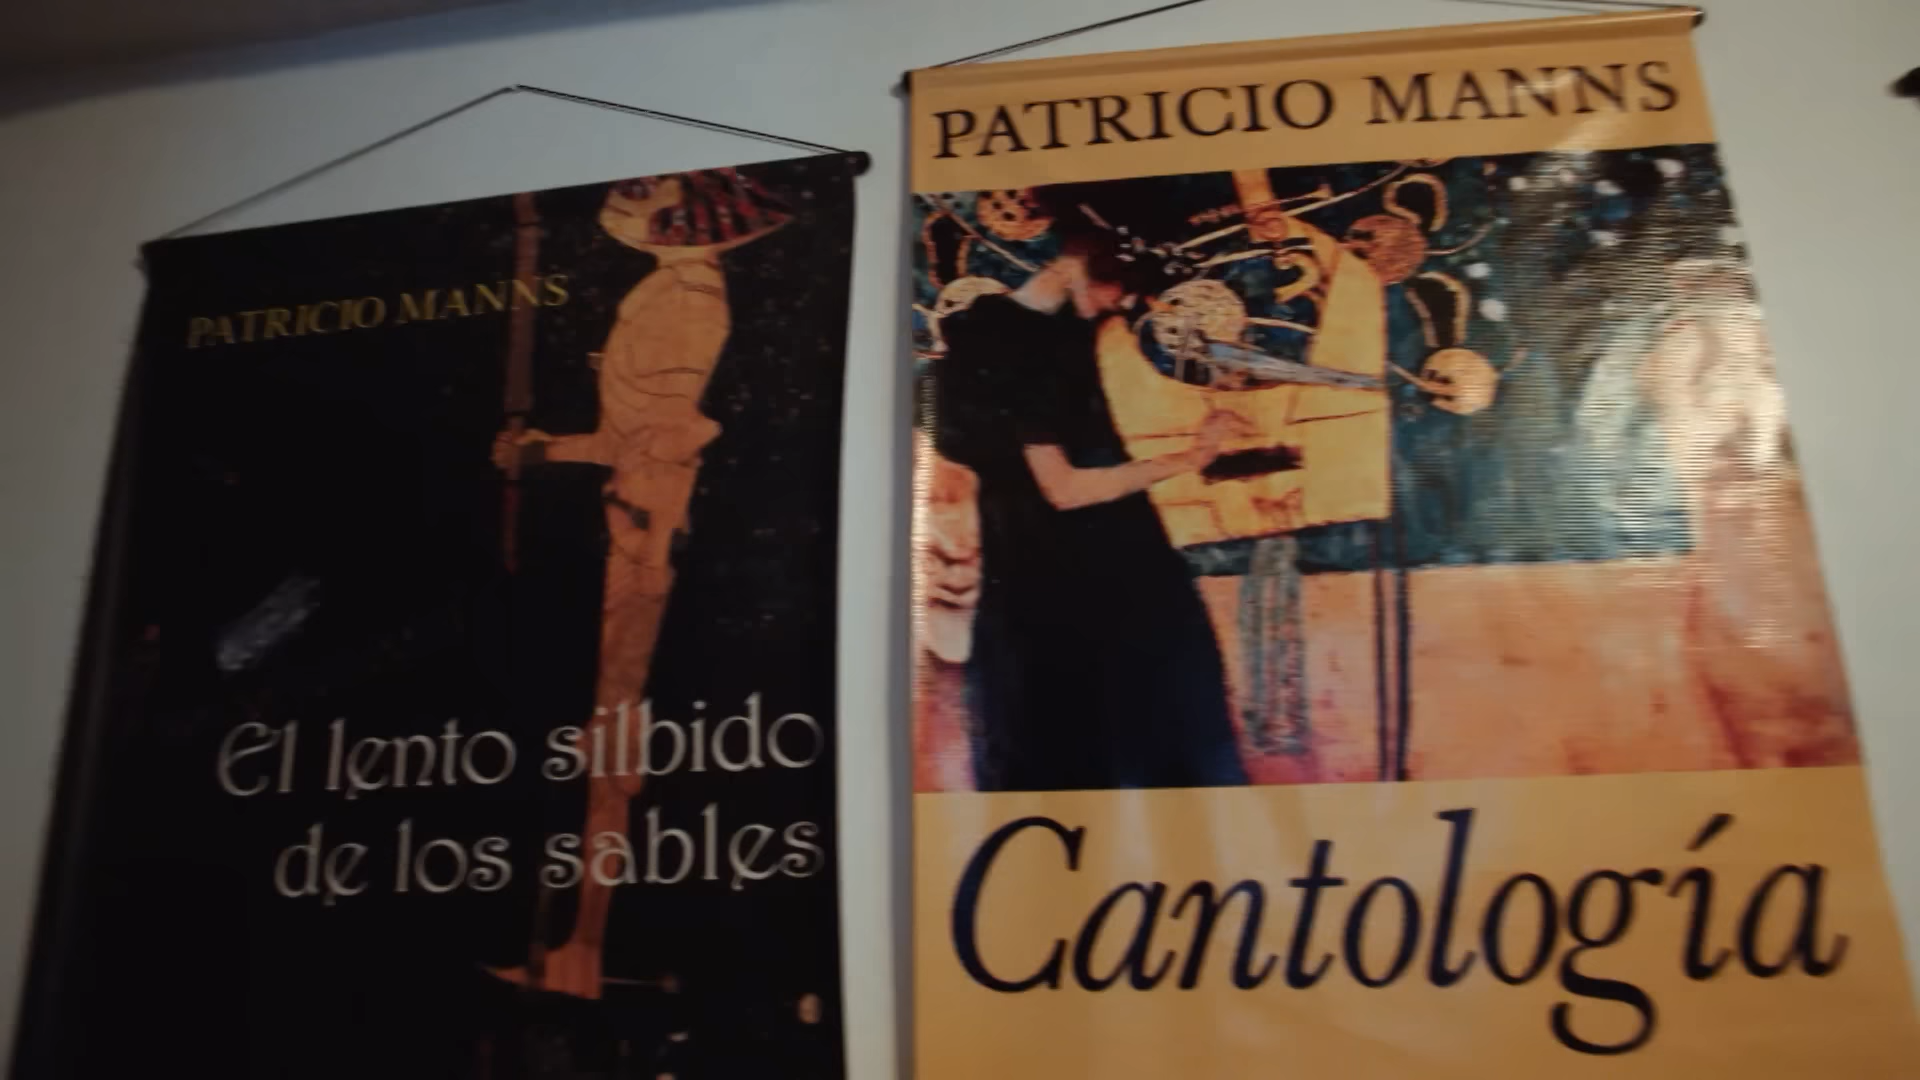 PATRICIO MANNS
El lento silbido
de los sables
PATRICIO MANNS
Cantología